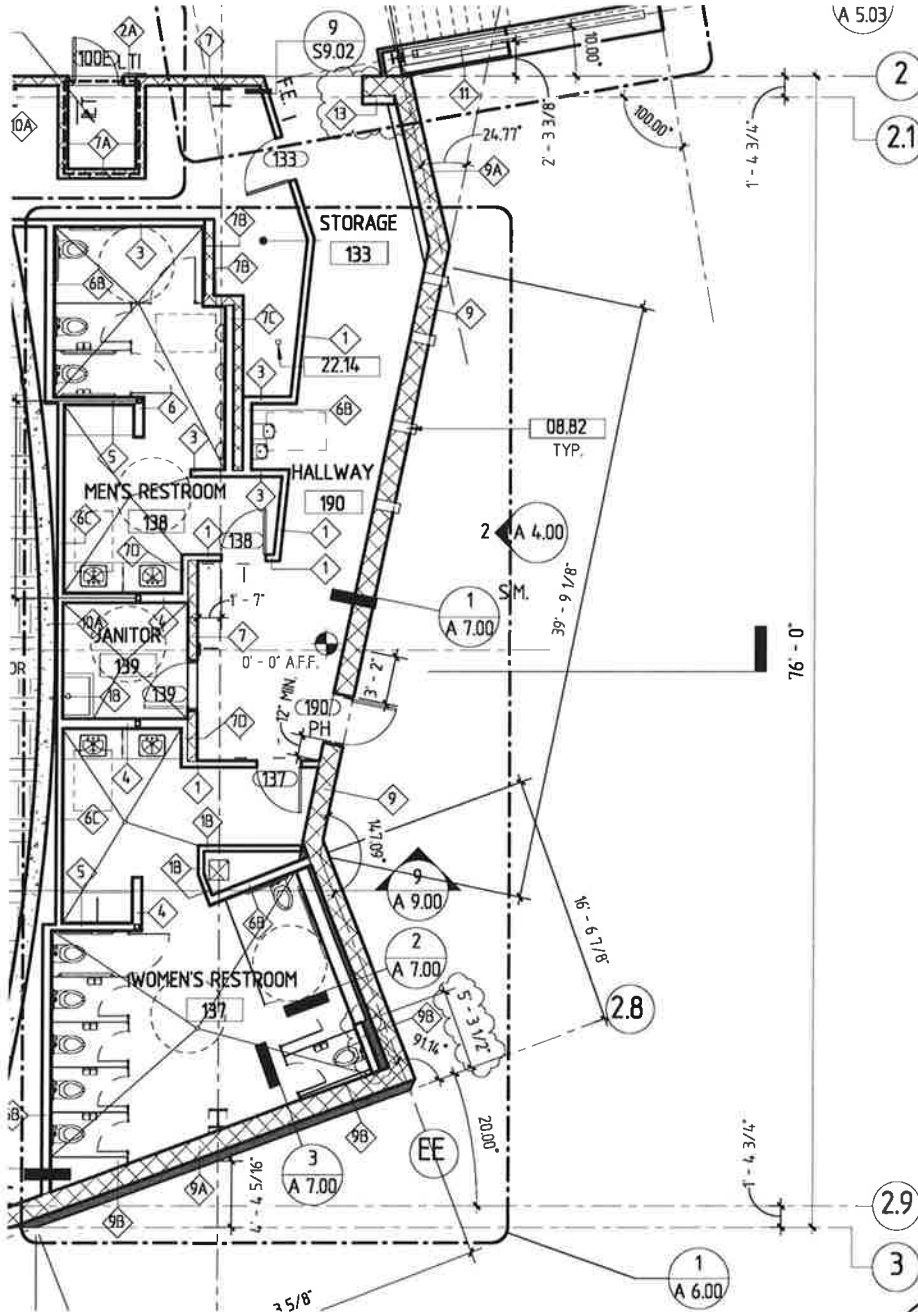 A 5.03
9
S9.02
2A
7
100E
LTI
10A
7A
13
11
10.00°
2' - 3 3/8"
24.77°
100.00°
1' - 4 3/4"
2
2.1
133
9A
7B
STORAGE
133
3
7B
6B
7C
1
9
22.14
3
6B
6
3
08.82
TYP.
5
HALLWAY
190
3
MEN'S RESTROOM
138
6C
7D
1
138
1
1
2
A 4.00
S.M.
1
A 7.00
39' - 9 1/8"
76' - 0"
1' - 7"
10A
4
JANITOR
139
7
0' - 0" A.F.F.
3' - 2"
1B
139
12" MIN.
190
PH
7D
4
1
137
9
6C
1B
147.09°
5
1B
9
A 9.00
16' - 6 7/8"
4
6B
2
A 7.00
WOMEN'S RESTROOM
137
9B
91.14°
5' - 3 1/2"
2.8
9B
20.00°
EE
3
A 7.00
9A
4' - 4 5/16"
9B
1' - 4 3/4"
2.9
3
1
A 6.00
3 5/8"